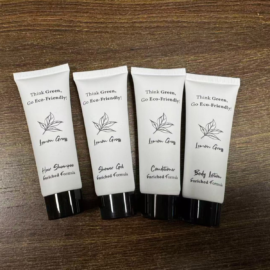 Think Green,
Go Eco-Friendly!
Lemon Grass
Hair Shampoo
Enriched Formula
Think Green,
Go Eco-Friendly!
Lemon Grass
Shower Gel
Enriched Formula
Think Green,
Go Eco-Friendly!
Lemon Grass
Conditioner
Enriched Formula
Think Green,
Go Eco-Friendly!
Lemon Grass
Body Lotion
Enriched Formula